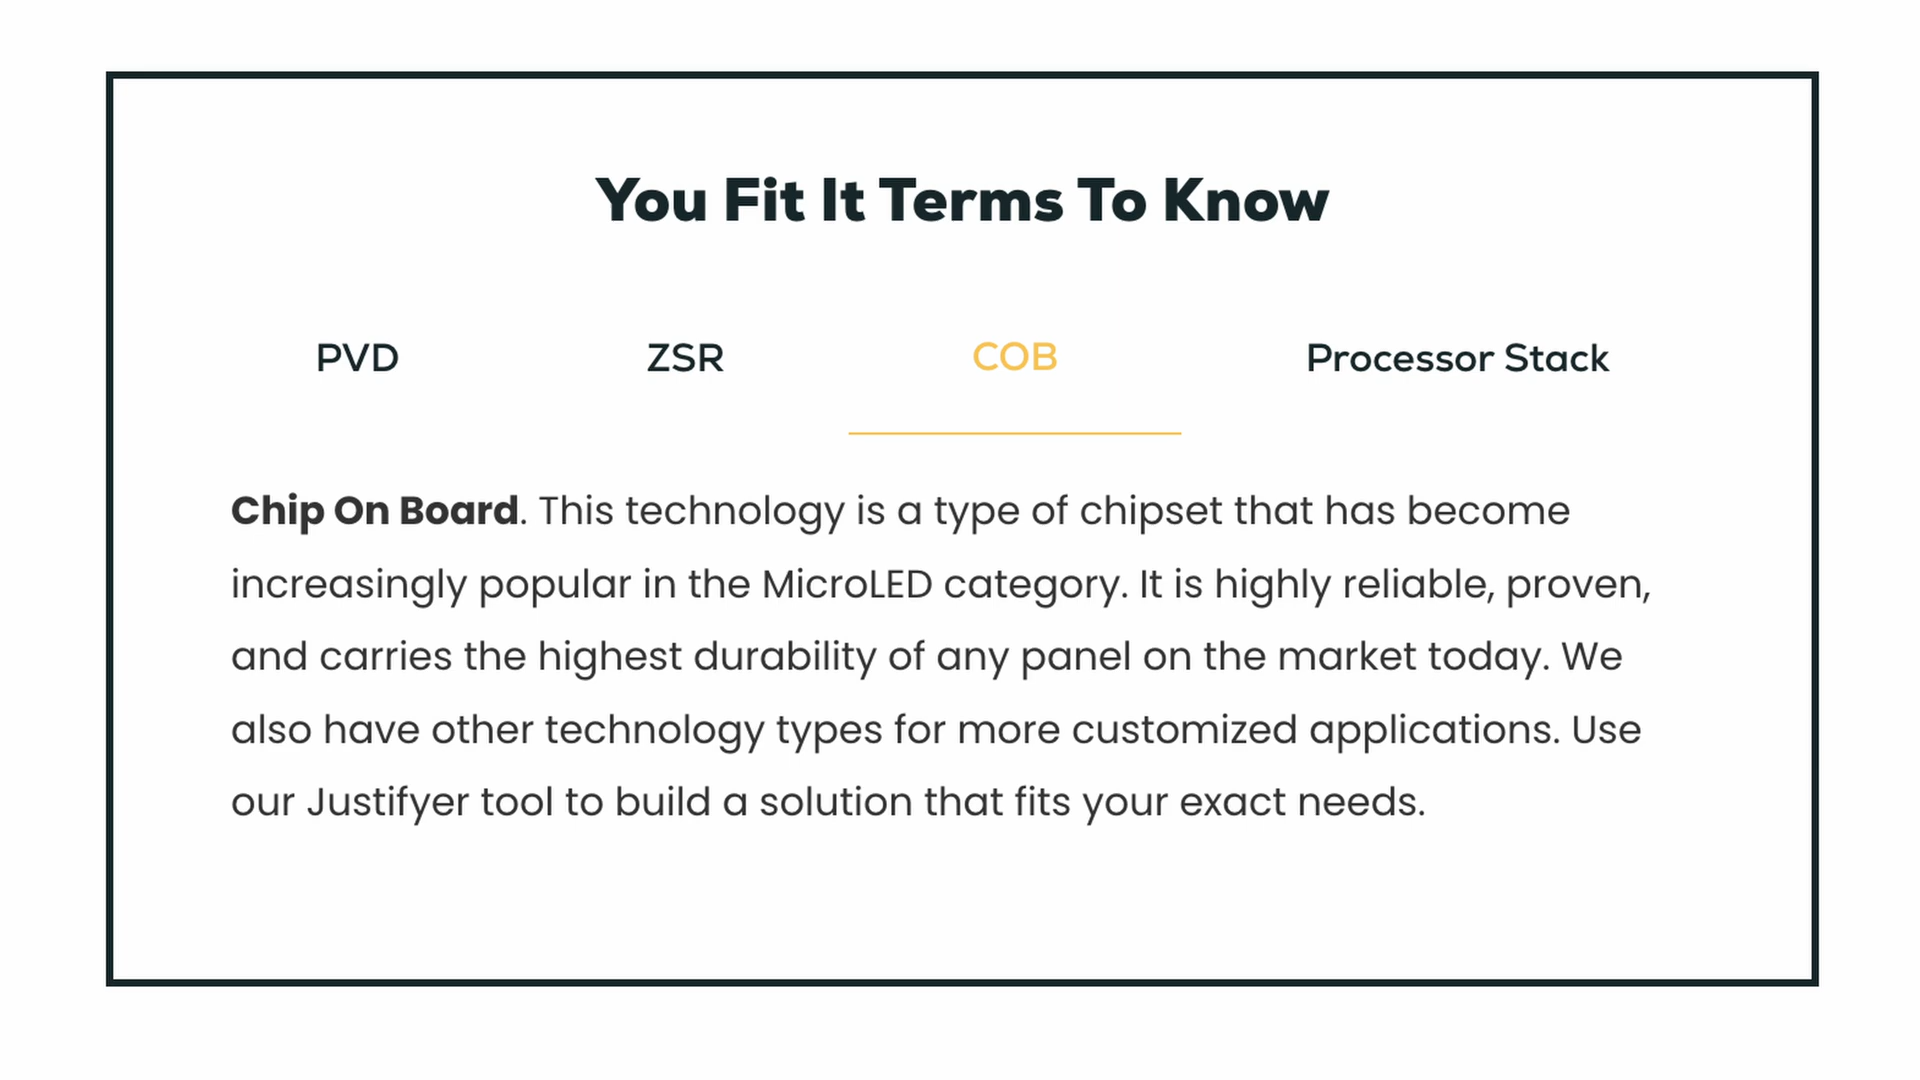 You Fit It Terms To Know
PVD ZSR COB Processor Stack
Chip On Board. This technology is a type of chipset that has become
increasingly popular in the MicroLED category. It is highly reliable, proven,
and carries the highest durability of any panel on the market today. We
also have other technology types for more customized applications. Use
our Justifyer tool to build a solution that fits your exact needs.